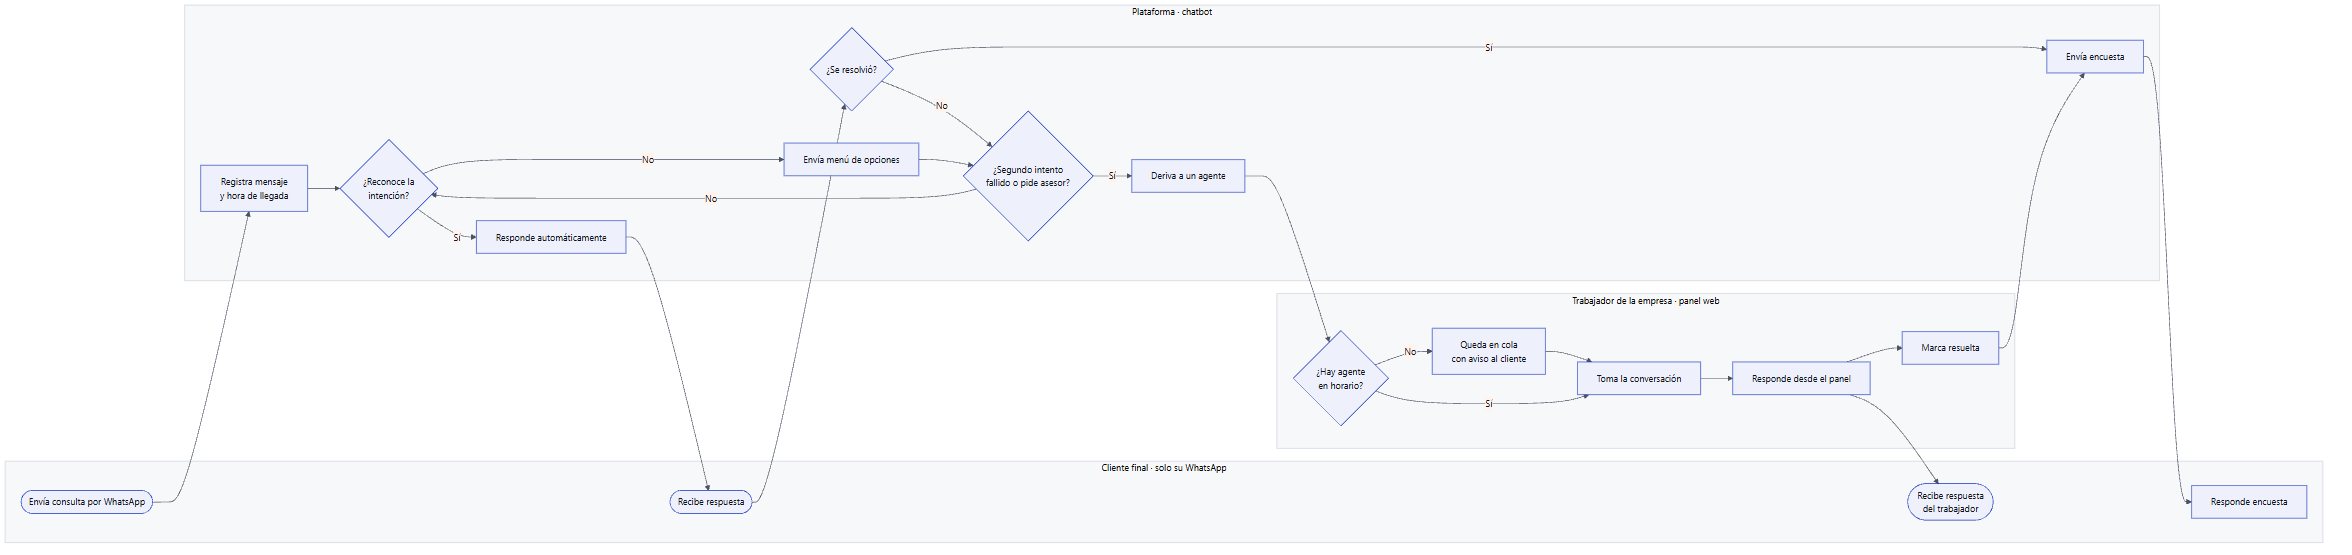 Plataforma · chatbot
¿Se resolvió?
Sí
Envía encuesta
No
Registra mensaje
y hora de llegada
¿Reconoce la
intención?
No
Envía menú de opciones
¿Segundo intento
fallido o pide asesor?
Sí
Deriva a un agente
No
Sí
Responde automáticamente
Trabajador de la empresa · panel web
¿Hay agente
en horario?
No
Queda en cola
con aviso al cliente
Sí
Toma la conversación
Responde desde el panel
Marca resuelta
Cliente final · solo su WhatsApp
Envía consulta por WhatsApp
Recibe respuesta
Recibe respuesta
del trabajador
Responde encuesta